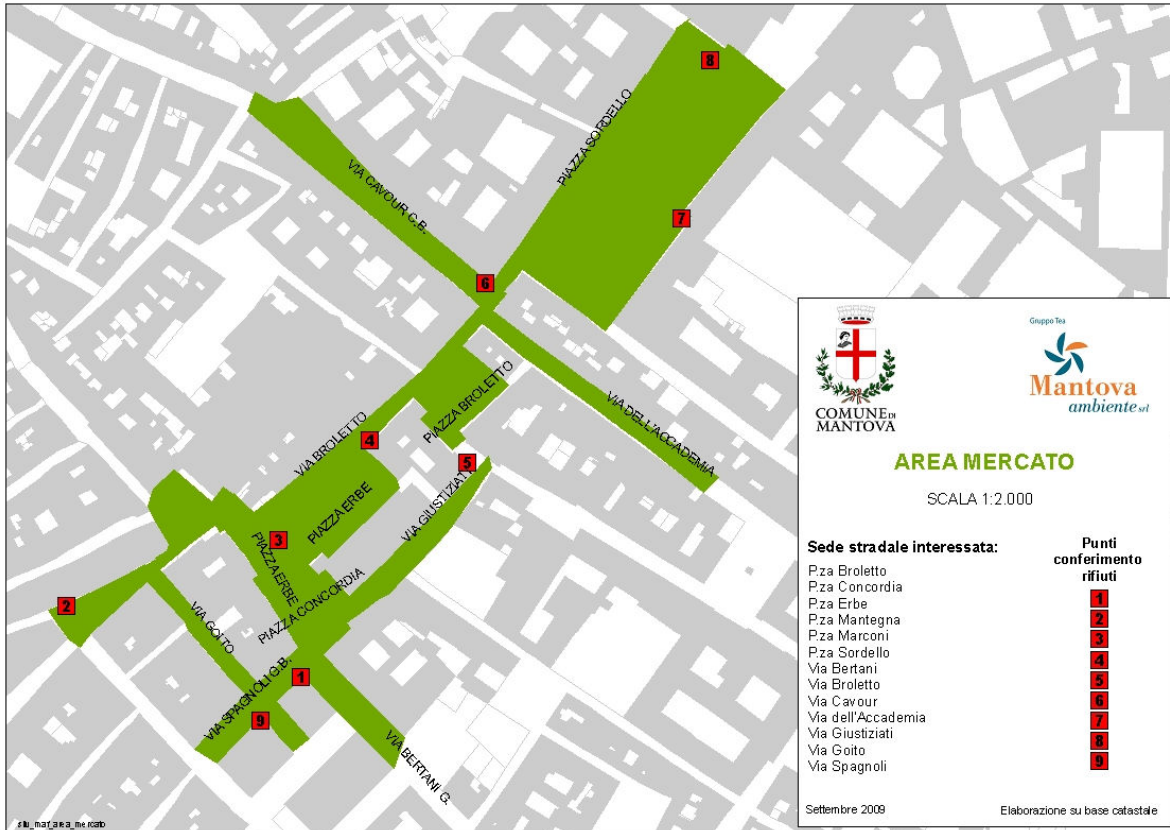 8
PIAZZA SORDELLO
VIA CAVOUR C.B.
7
6
PIAZZA BROLETTO
VIA BROLETTO
4
VIA DELL'ACCADEMIA
5
VIA GIUSTIZIATI
PIAZZA ERBE
3
PIAZZA ERBE
PIAZZA CONCORDIA
2
VIA GOITO
VIA SPAGNOLI G.B.
1
9
VIA BERTANI G.
COMUNE DI
MANTOVA
Gruppo Tea
Mantova
ambiente srl
AREA MERCATO
SCALA 1:2.000
Sede stradale interessata:
P.za Broletto
P.za Concordia
P.za Erbe
P.za Mantegna
P.za Marconi
P.za Sordello
Via Bertani
Via Broletto
Via Cavour
Via dell'Accademia
Via Giustiziati
Via Goito
Via Spagnoli
Punti
conferimento
rifiuti
1
2
3
4
5
6
7
8
9
Settembre 2009
Elaborazione su base catastale